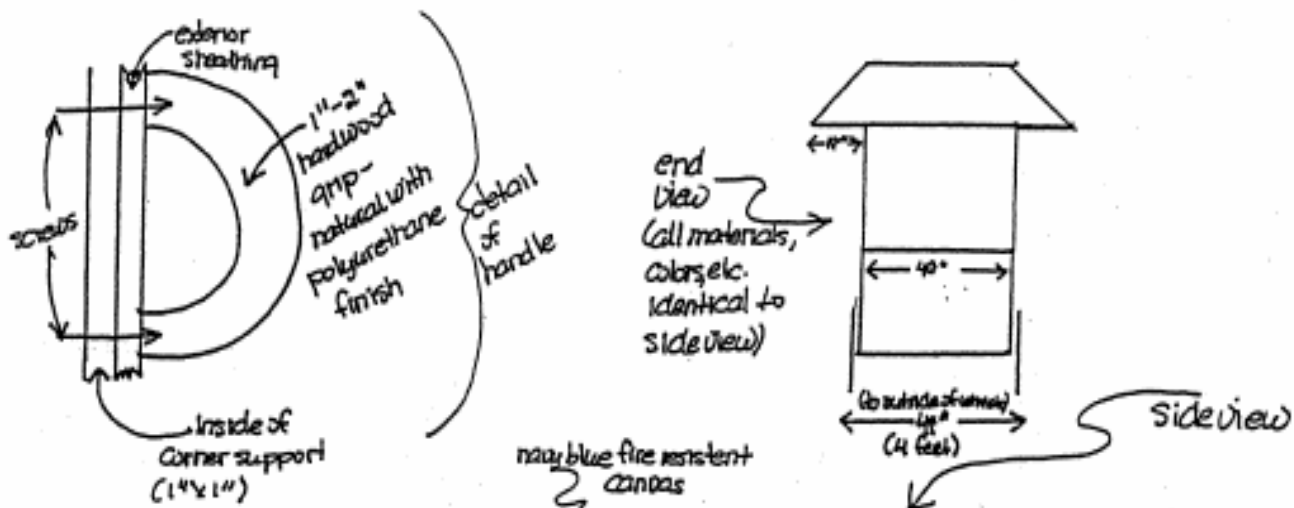 exterior
sheathing
1"-2"
hardwood
grip-
natural with
polyurethane
finish
screws
detail
of
handle
Inside of
Corner support
(1"x1")
end
view
(all materials,
colors, etc.
identical to
side view)
40"
(to outside of
(4 feet)
side view
navy blue fire resistent
canvas